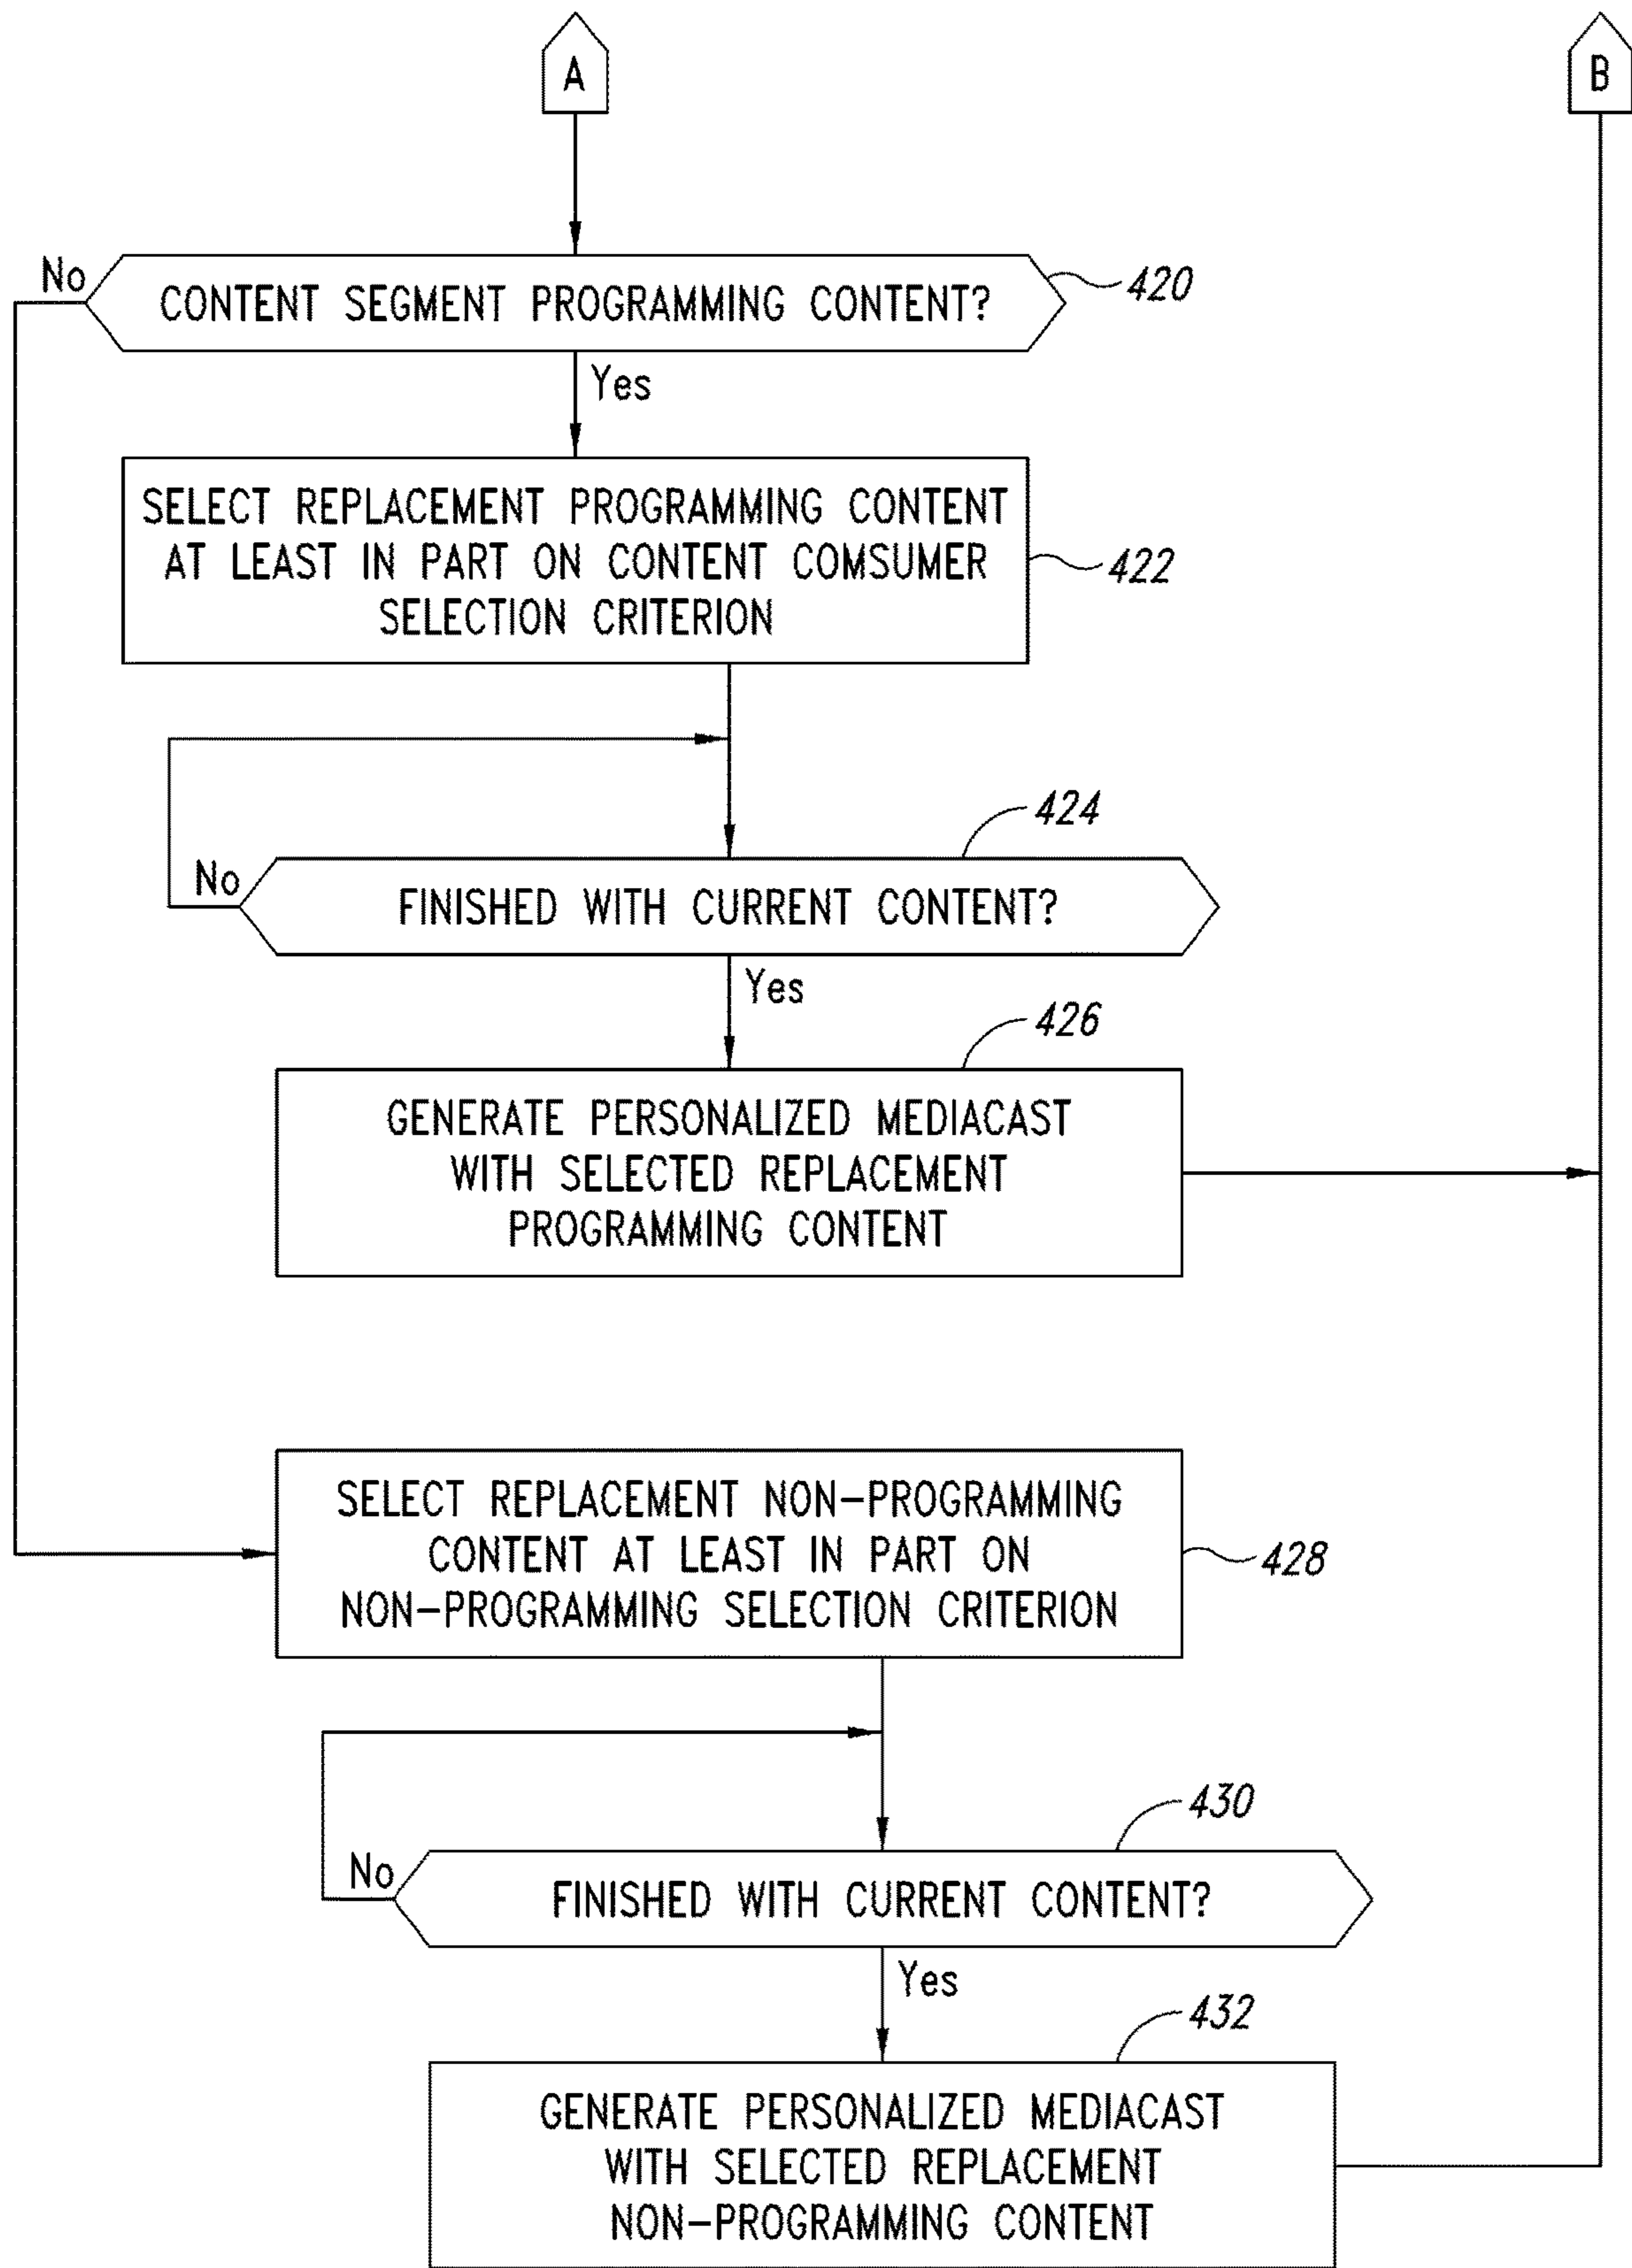 A
B
No
CONTENT SEGMENT PROGRAMMING CONTENT?
420
Yes
SELECT REPLACEMENT PROGRAMMING CONTENT
AT LEAST IN PART ON CONTENT COMSUMER
SELECTION CRITERION
422
424
No
FINISHED WITH CURRENT CONTENT?
Yes
426
GENERATE PERSONALIZED MEDIACAST
WITH SELECTED REPLACEMENT
PROGRAMMING CONTENT
SELECT REPLACEMENT NON-PROGRAMMING
CONTENT AT LEAST IN PART ON
NON-PROGRAMMING SELECTION CRITERION
428
430
No
FINISHED WITH CURRENT CONTENT?
Yes
432
GENERATE PERSONALIZED MEDIACAST
WITH SELECTED REPLACEMENT
NON-PROGRAMMING CONTENT